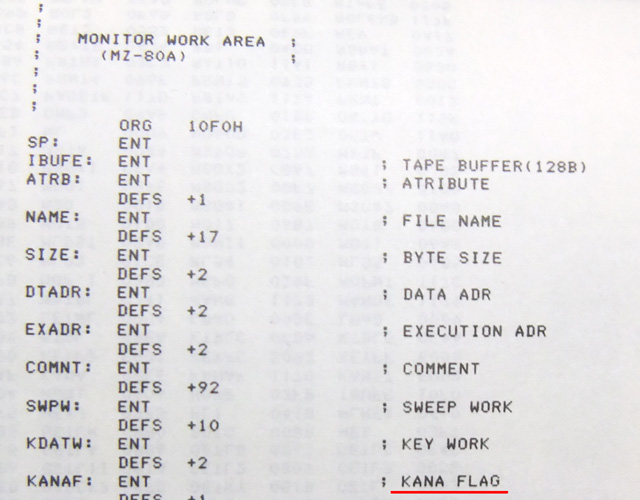 ;
; MONITOR WORK AREA ;
; (MZ-80A) ;
;
;
;
ORG 10F0H
SP: ENT
IBUFE: ENT ; TAPE BUFFER(128B)
ATRB: ENT ; ATRIBUTE
DEFS +1
NAME: ENT ; FILE NAME
DEFS +17
SIZE: ENT ; BYTE SIZE
DEFS +2
DTADR: ENT ; DATA ADR
DEFS +2
EXADR: ENT ; EXECUTION ADR
DEFS +2
COMNT: ENT ; COMMENT
DEFS +92
SWPW: ENT ; SWEEP WORK
DEFS +10
KDATW: ENT ; KEY WORK
DEFS +2
KANAF: ENT ; KANA FLAG
DEFS +1